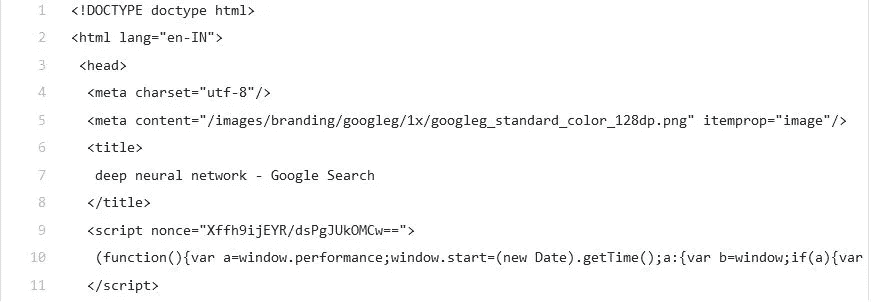 1 <!DOCTYPE doctype html>
2 <html lang="en-IN">
3 <head>
4 <meta charset="utf-8"/>
5 <meta content="/images/branding/googleg/1x/googleg_standard_color_128dp.png" itemprop="image"/>
6 <title>
7 deep neural network - Google Search
8 </title>
9 <script nonce="Xffh9ijEYR/dsPgJUkOMCw==">
10 (function(){var a=window.performance;window.start=(new Date).getTime();a:{var b=window;if(a){var
11 </script>